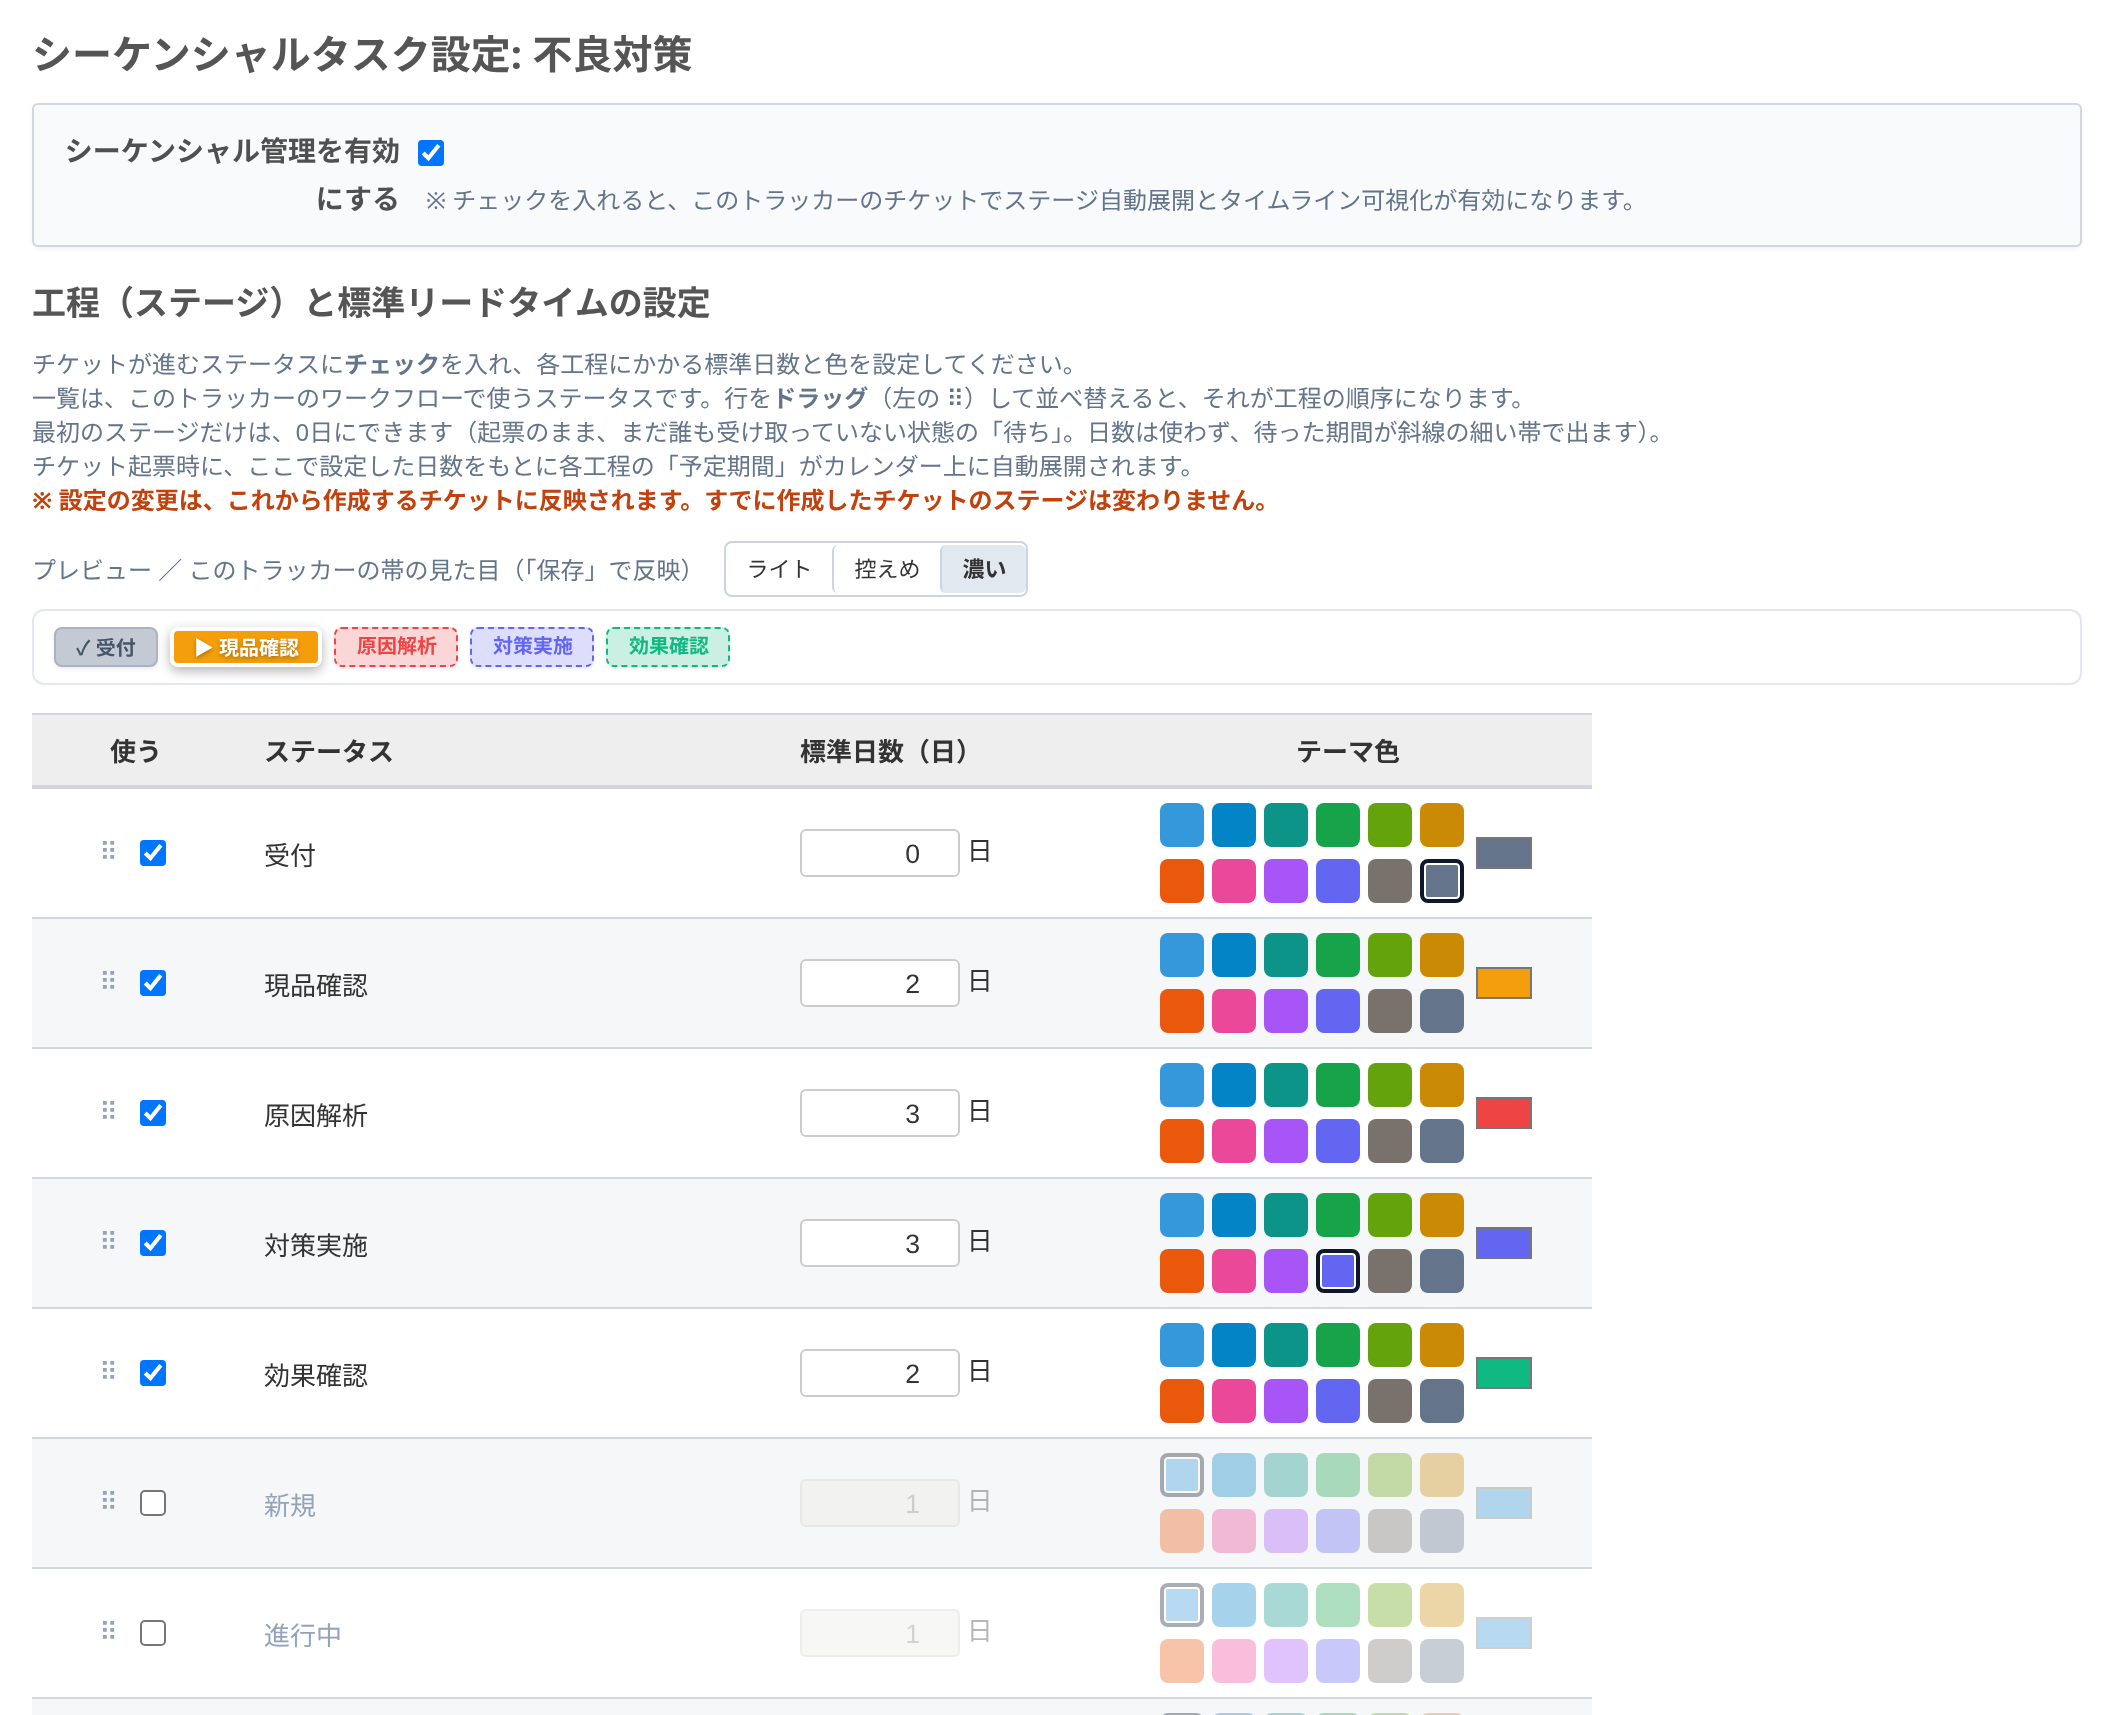 シーケンシャルタスク設定: 不良対策
シーケンシャル管理を有効
にする ※ チェックを入れると、このトラッカーのチケットでステージ自動展開とタイムライン可視化が有効になります。
工程（ステージ）と標準リードタイムの設定
チケットが進むステータスにチェックを入れ、各工程にかかる標準日数と色を設定してください。
一覧は、このトラッカーのワークフローで使うステータスです。行をドラッグ（左の ⠿）して並べ替えると、それが工程の順序になります。
最初のステージだけは、0日にできます（起票のまま、まだ誰も受け取っていない状態の「待ち」。日数は使わず、待った期間が斜線の細い帯で出ます）。
チケット起票時に、ここで設定した日数をもとに各工程の「予定期間」がカレンダー上に自動展開されます。
※ 設定の変更は、これから作成するチケットに反映されます。すでに作成したチケットのステージは変わりません。
プレビュー ／ このトラッカーの帯の見た目（「保存」で反映） ライト 控えめ 濃い
✓ 受付 ▶ 現品確認 原因解析 対策実施 効果確認
使う ステータス 標準日数（日） テーマ色
受付 0 日
現品確認 2 日
原因解析 3 日
対策実施 3 日
効果確認 2 日
新規 1 日
進行中 1 日